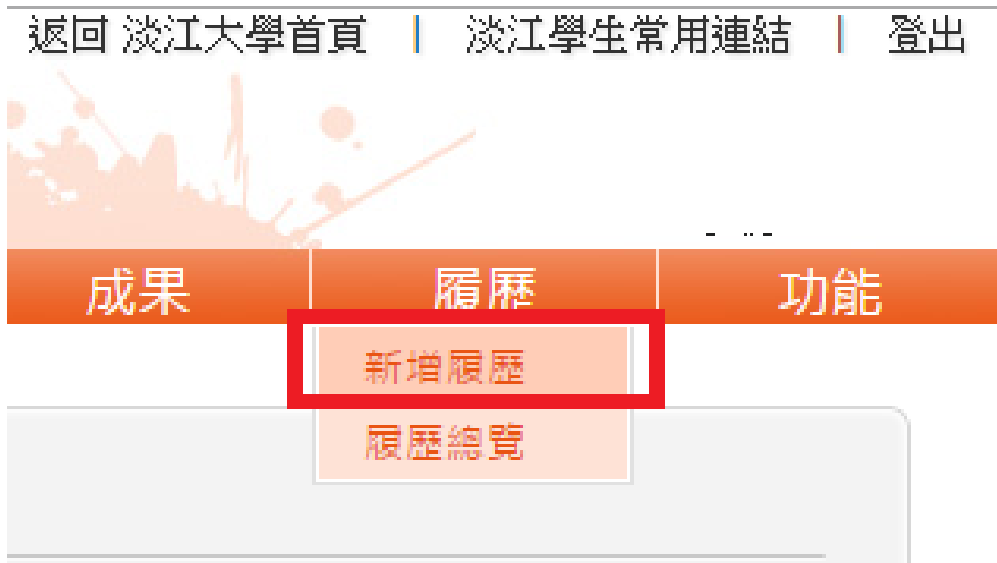 返回 淡江大學首頁 | 淡江學生常用連結 | 登出
成果 履歷 功能
新增履歷
履歷總覽